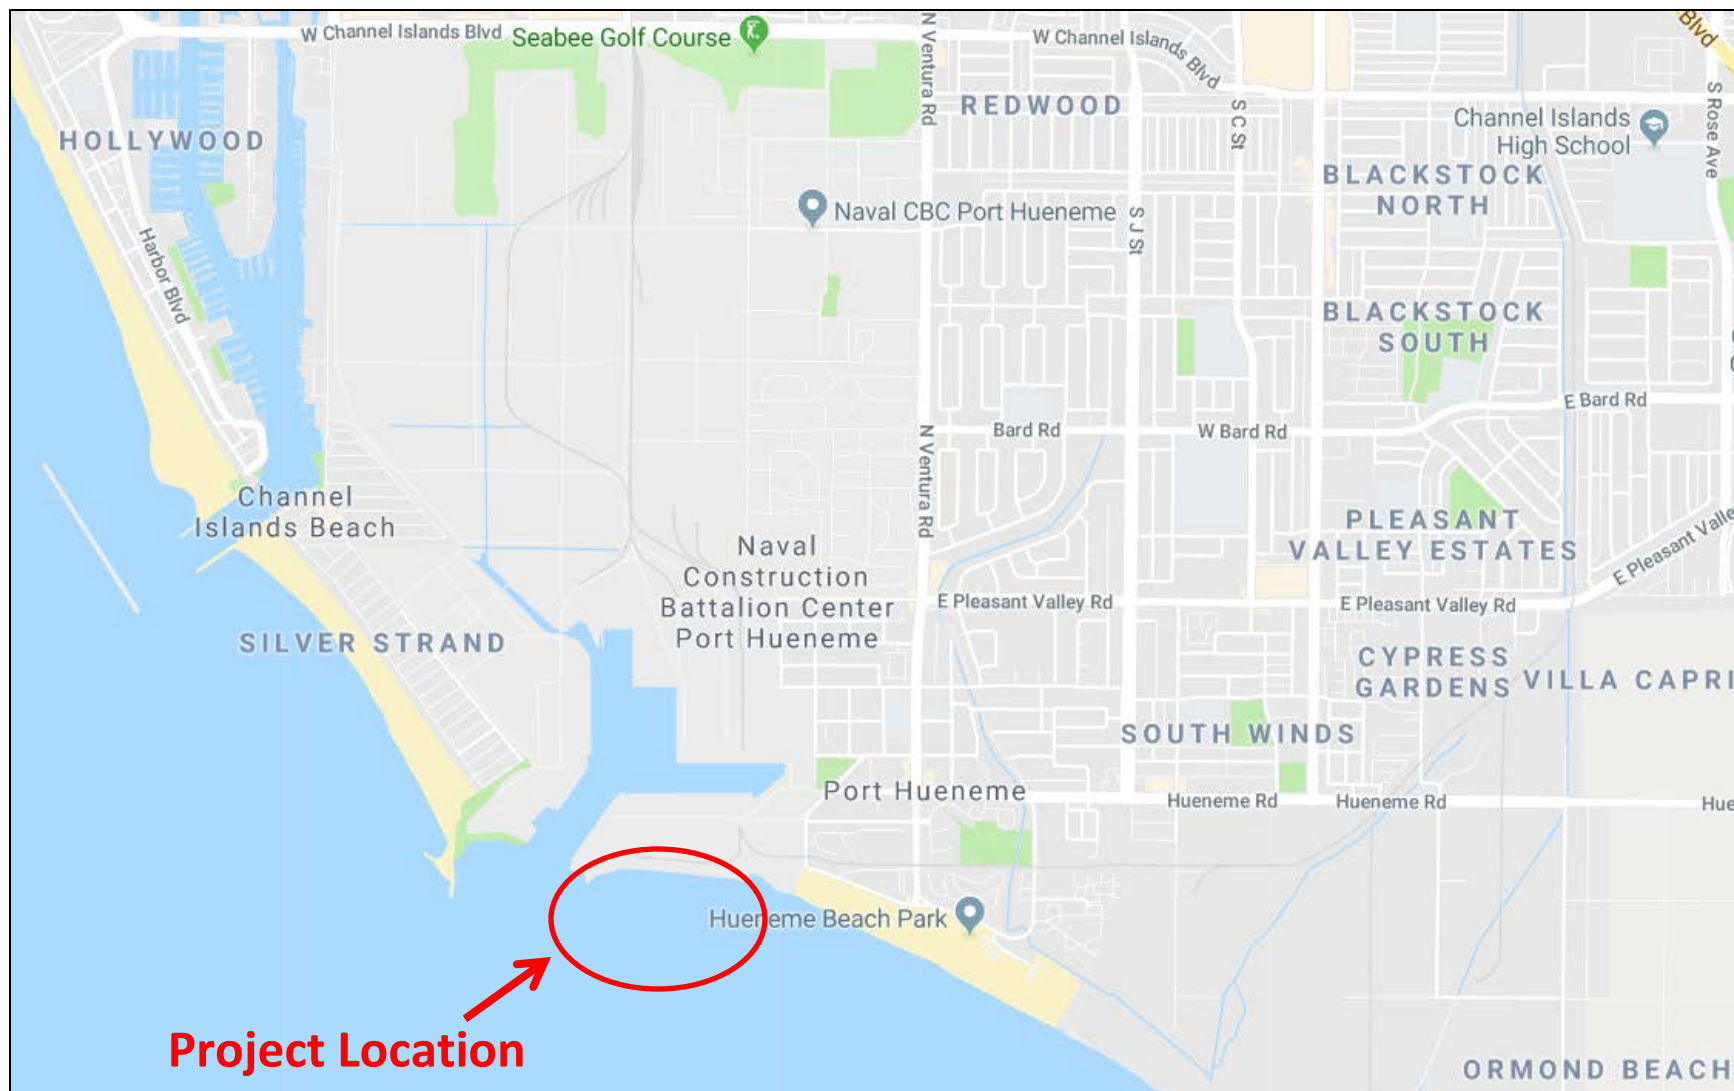 W Channel Islands Blvd
Seabee Golf Course
N Ventura Rd
W Channel Islands Blvd
Blvd
S Rose Ave
REDWOOD
S C St
Channel Islands
High School
HOLLYWOOD
BLACKSTOCK
NORTH
Naval CBC Port Hueneme
S J St
Harbor Blvd
BLACKSTOCK
SOUTH
E Bard Rd
Bard Rd
W Bard Rd
N Ventura Rd
Channel
Islands Beach
PLEASANT
VALLEY ESTATES
E Pleasant Valle
Naval
Construction
Battalion Center
Port Hueneme
E Pleasant Valley Rd
E Pleasant Valley Rd
SILVER STRAND
CYPRESS
GARDENS
VILLA CAPRI
SOUTH WINDS
Port Hueneme
Hueneme Rd
Hueneme Rd
Hue
Hueneme Beach Park
Project Location
ORMOND BEACH